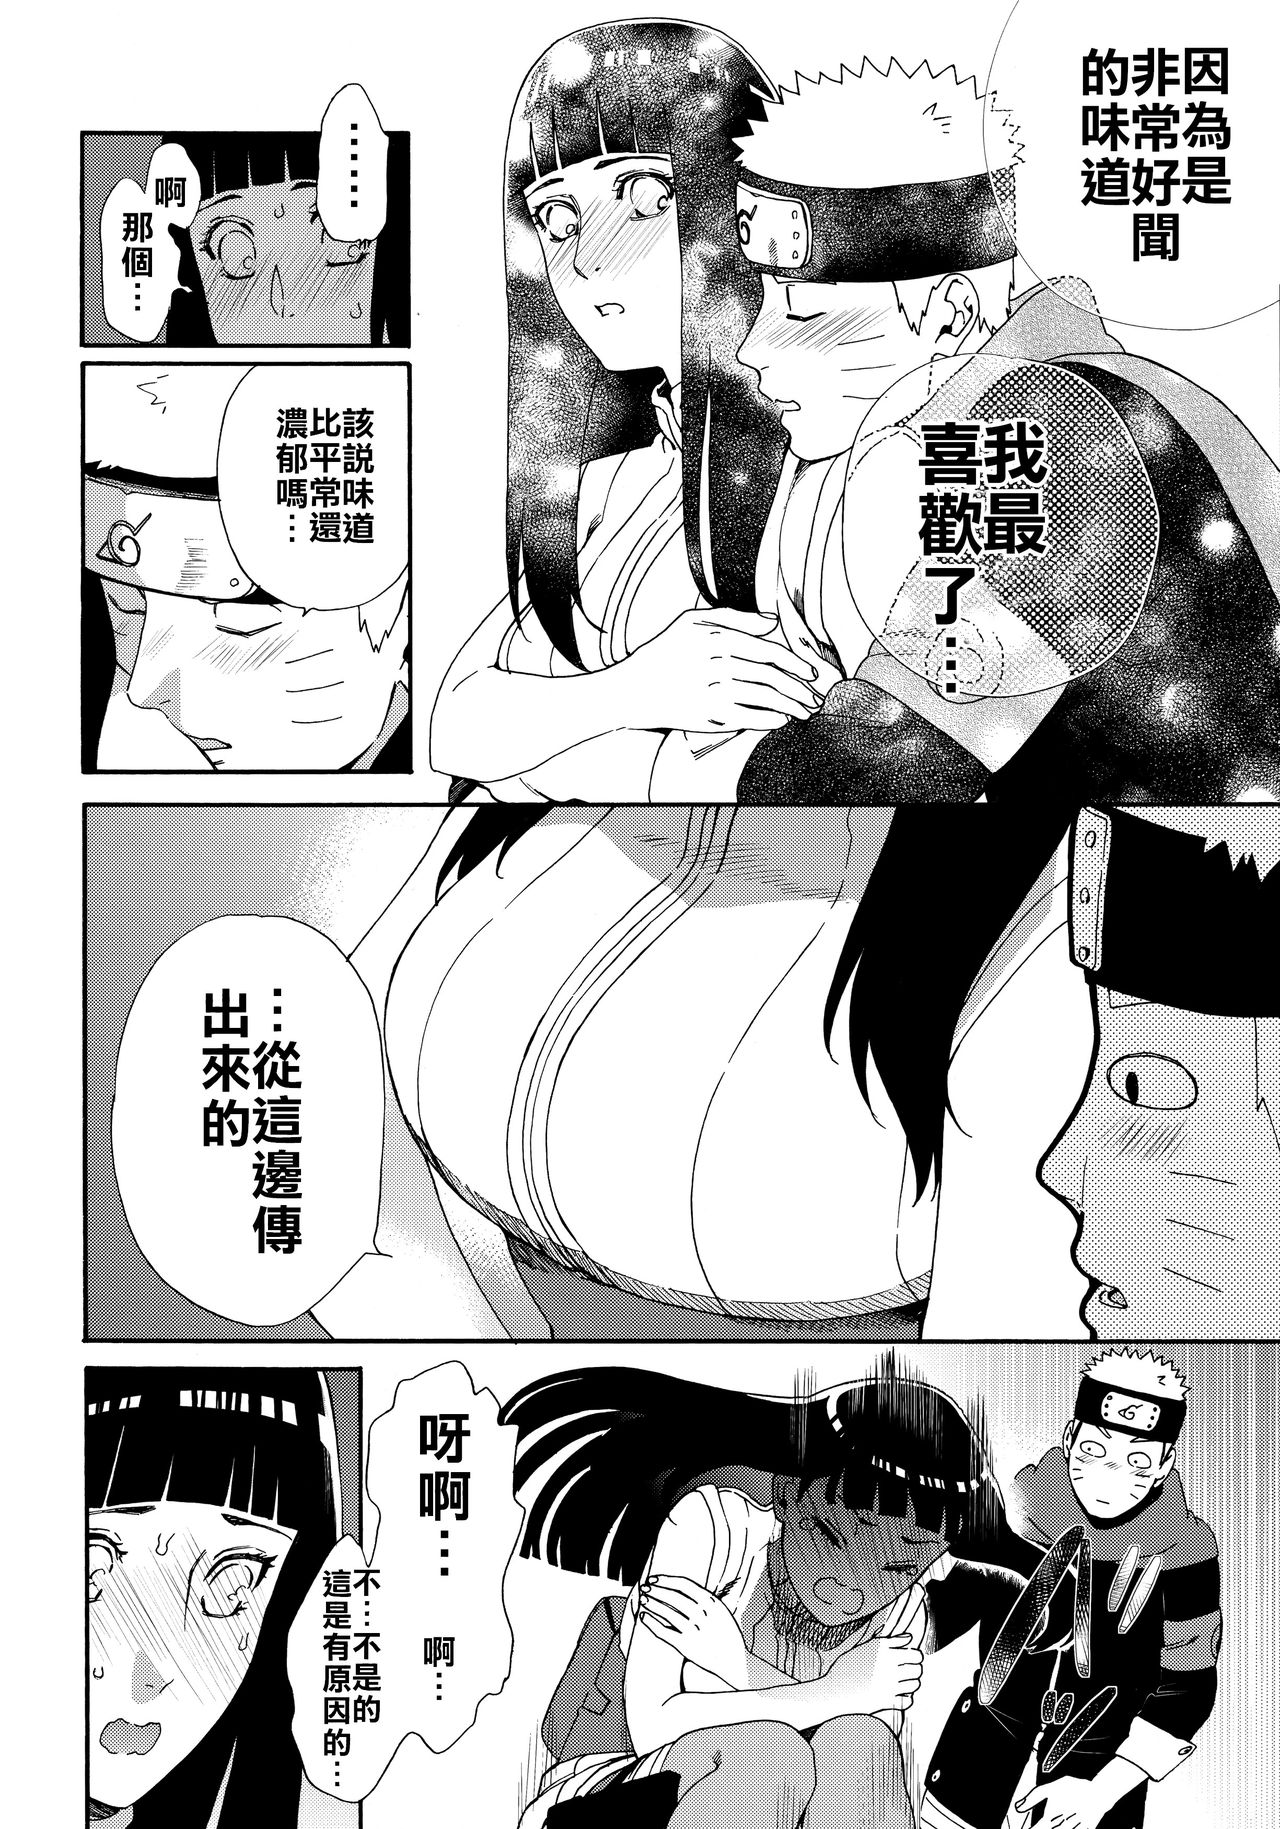 因為是
非常好聞
的味道
我最
喜歡了…
……
啊
那個…
該說味道
比平常還
濃郁嗎…
…從這邊傳
出來的
呀啊…
啊…
不…不是的
這是有原因的…